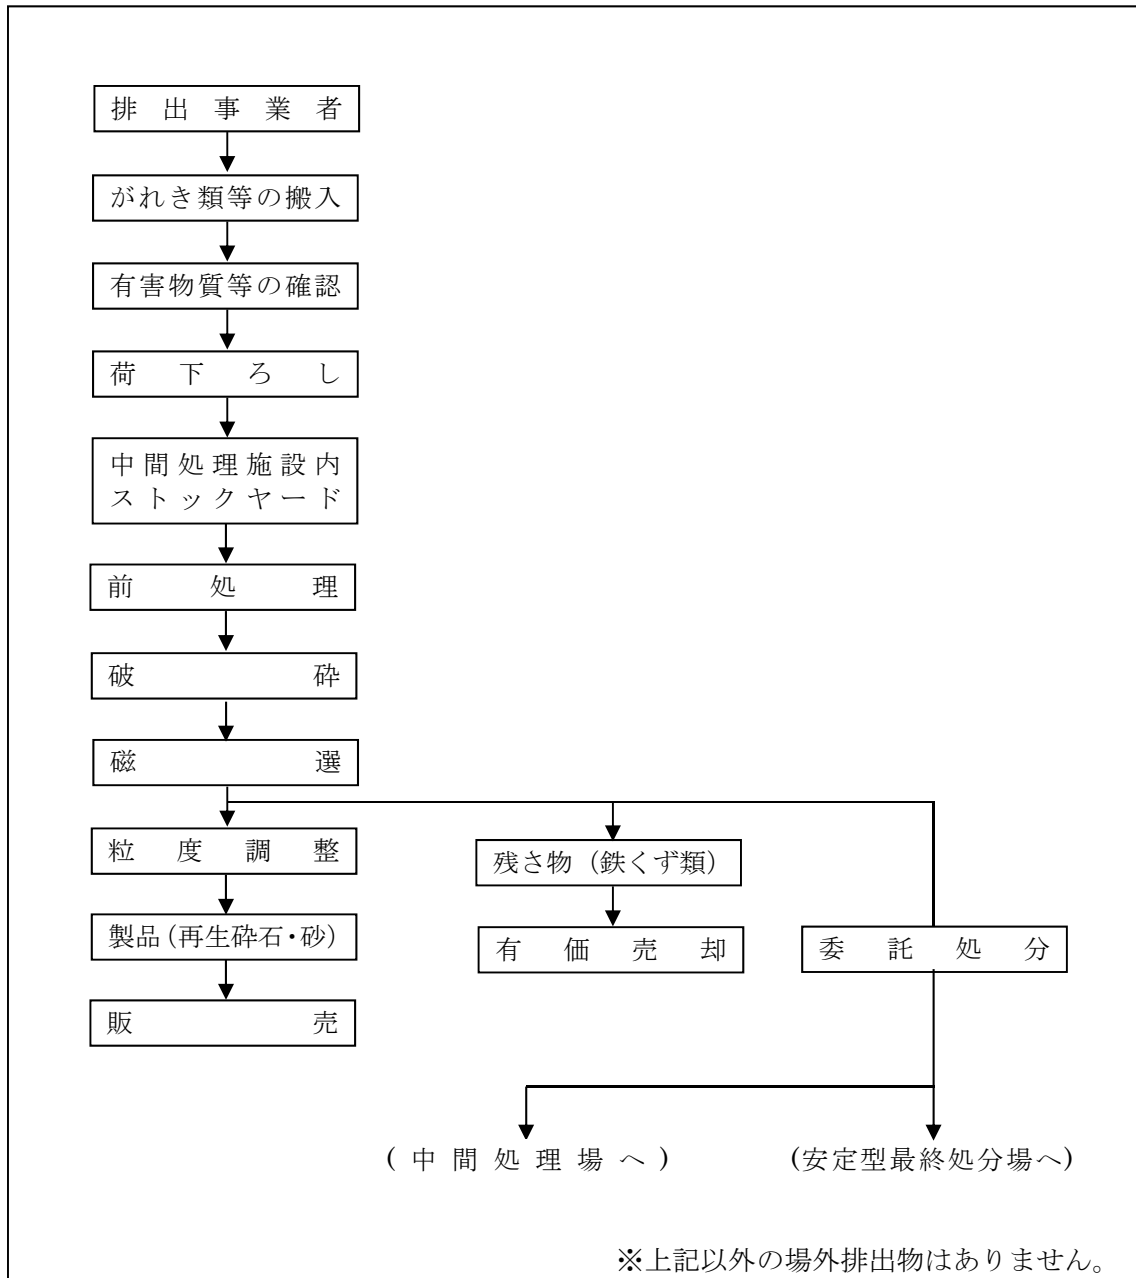 排出事業者
がれき類等の搬入
有害物質等の確認
荷下ろし
中間処理施設内
ストックヤード
前処理
破砕
磁選
粒度調整
残さ物（鉄くず類）
製品（再生砕石・砂）
有価売却
委託処分
販売
(中間処理場へ)
(安定型最終処分場へ)
※上記以外の場外排出物はありません。